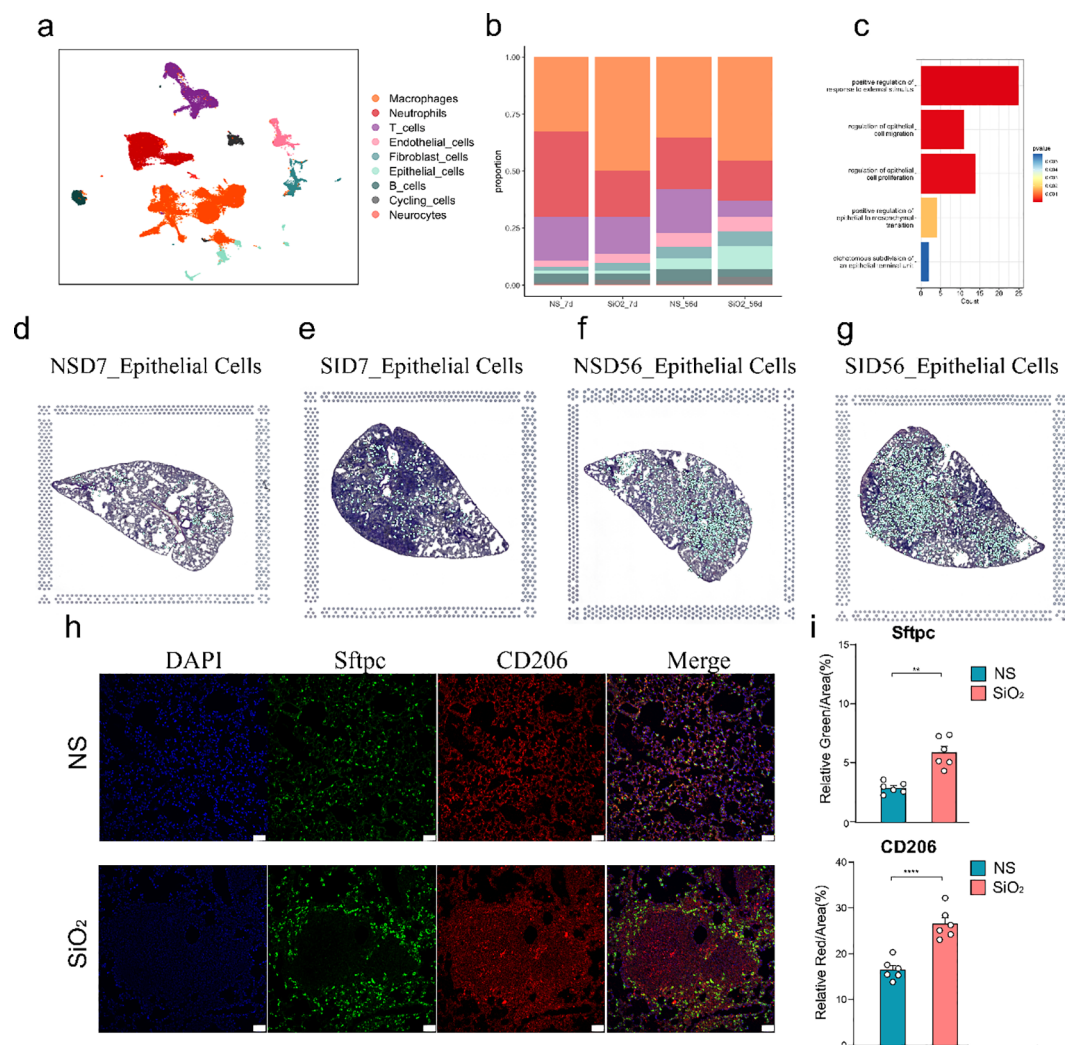 a
Macrophages
Neutrophils
T_cells
Endothelial_cells
Fibroblast_cells
Epithelial_cells
B_cells
Cycling_cells
Neurocytes
b
proportion
1.00
0.75
0.50
0.25
0.00
NS_7d
SiO2_7d
NS_56d
SiO2_56d
c
positive regulation of
response to external stimulus
regulation of epithelial
cell migration
regulation of epithelial
cell proliferation
positive regulation of
epithelial to mesenchymal
transition
dichotomous subdivision of
an epithelial terminal unit
0 5 10 15 20 25
Count
pvalue
d
NSD7_Epithelial Cells
e
SID7_Epithelial Cells
f
NSD56_Epithelial Cells
g
SID56_Epithelial Cells
h
DAPI Sftpc CD206 Merge
NS
SiO₂
i
Sftpc
Relative Green/Area(%)
15
10
5
0
**
NS
SiO₂
CD206
Relative Red/Area(%)
40
30
20
10
0
****
NS
SiO₂